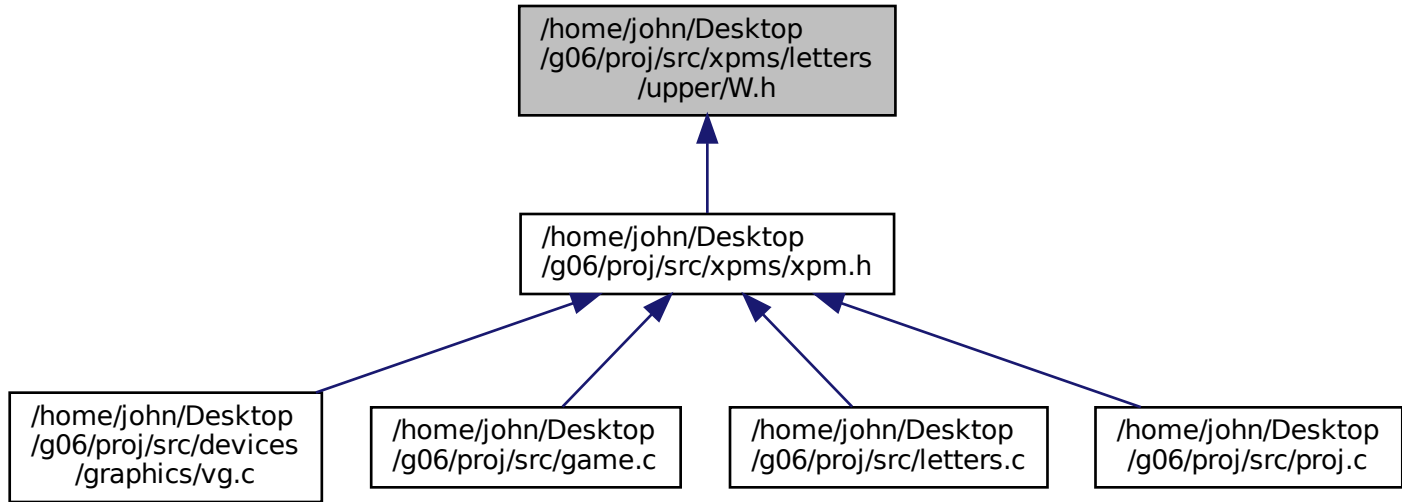 /home/john/Desktop
/g06/proj/src/xpms/letters
/upper/W.h
/home/john/Desktop
/g06/proj/src/xpms/xpm.h
/home/john/Desktop
/g06/proj/src/devices
/graphics/vg.c
/home/john/Desktop
/g06/proj/src/game.c
/home/john/Desktop
/g06/proj/src/letters.c
/home/john/Desktop
/g06/proj/src/proj.c